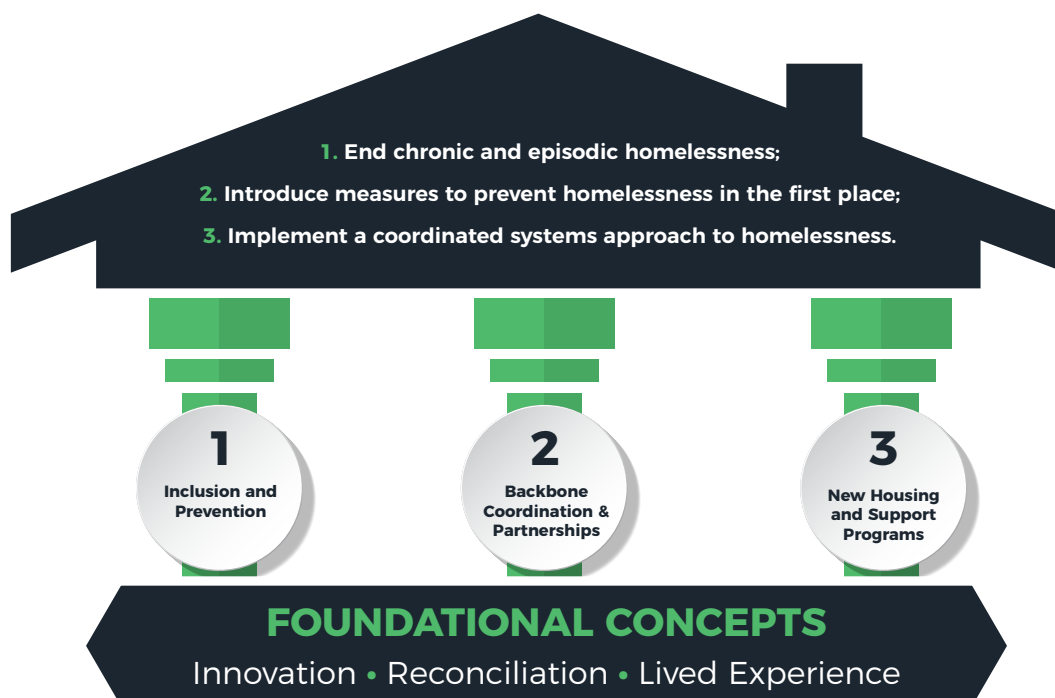 1. End chronic and episodic homelessness;
2. Introduce measures to prevent homelessness in the first place;
3. Implement a coordinated systems approach to homelessness.
1
Inclusion and
Prevention
2
Backbone
Coordination &
Partnerships
3
New Housing
and Support
Programs
FOUNDATIONAL CONCEPTS
Innovation • Reconciliation • Lived Experience